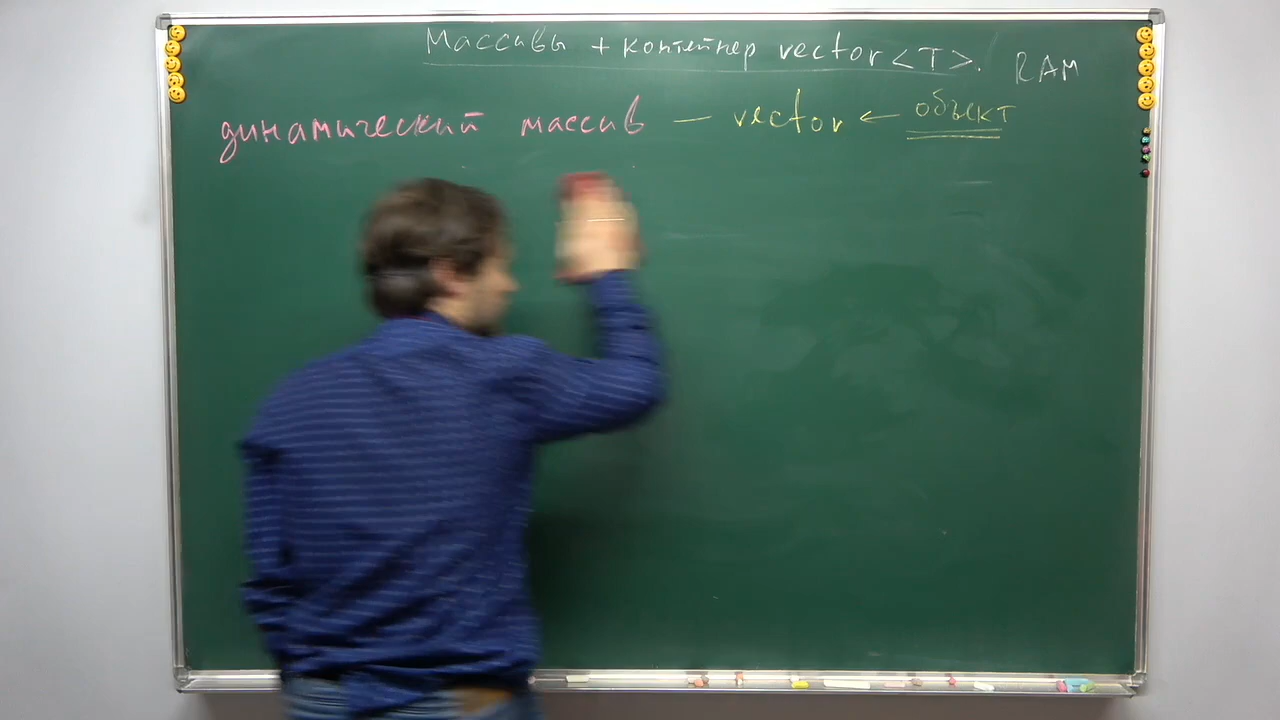 Массивы + контейнер vector<T>.
RAM
динамический массив — vector ← объект